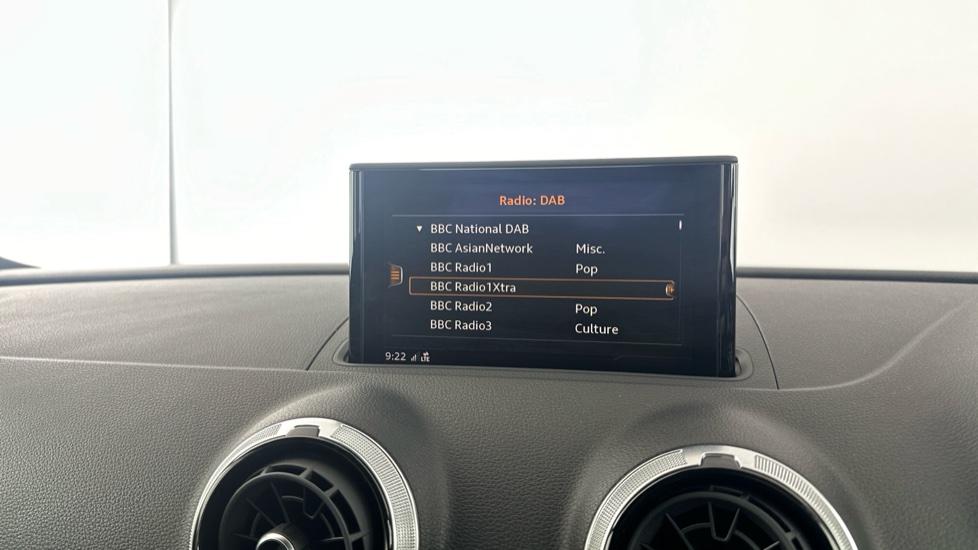 Radio: DAB
▼ BBC National DAB
BBC AsianNetwork Misc.
BBC Radio1 Pop
BBC Radio1Xtra
BBC Radio2 Pop
BBC Radio3 Culture
9:22 LTE